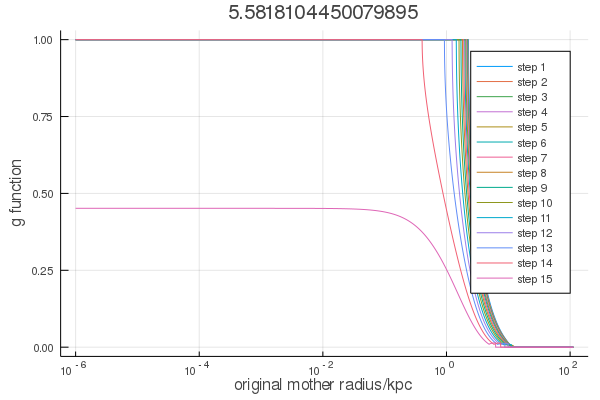 5.5818104450079895
1.00
0.75
0.50
0.25
0.00
g function
step 1
step 2
step 3
step 4
step 5
step 6
step 7
step 8
step 9
step 10
step 11
step 12
step 13
step 14
step 15
10^-6 10^-4 10^-2 10^0 10^2
original mother radius/kpc